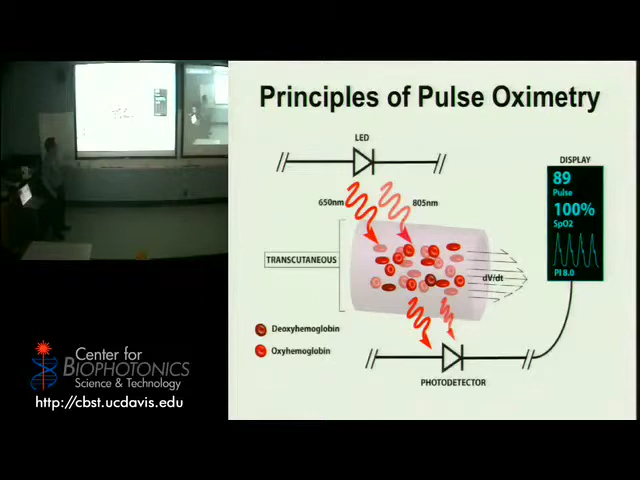 Principles of Pulse Oximetry
LED
650nm
805nm
TRANSCUTANEOUS
dV/dt
DISPLAY
89
Pulse
100%
SpO2
PI 8.0
Deoxyhemoglobin
Oxyhemoglobin
PHOTODETECTOR
Center for
BIOPHOTONICS
Science & Technology
http://cbst.ucdavis.edu